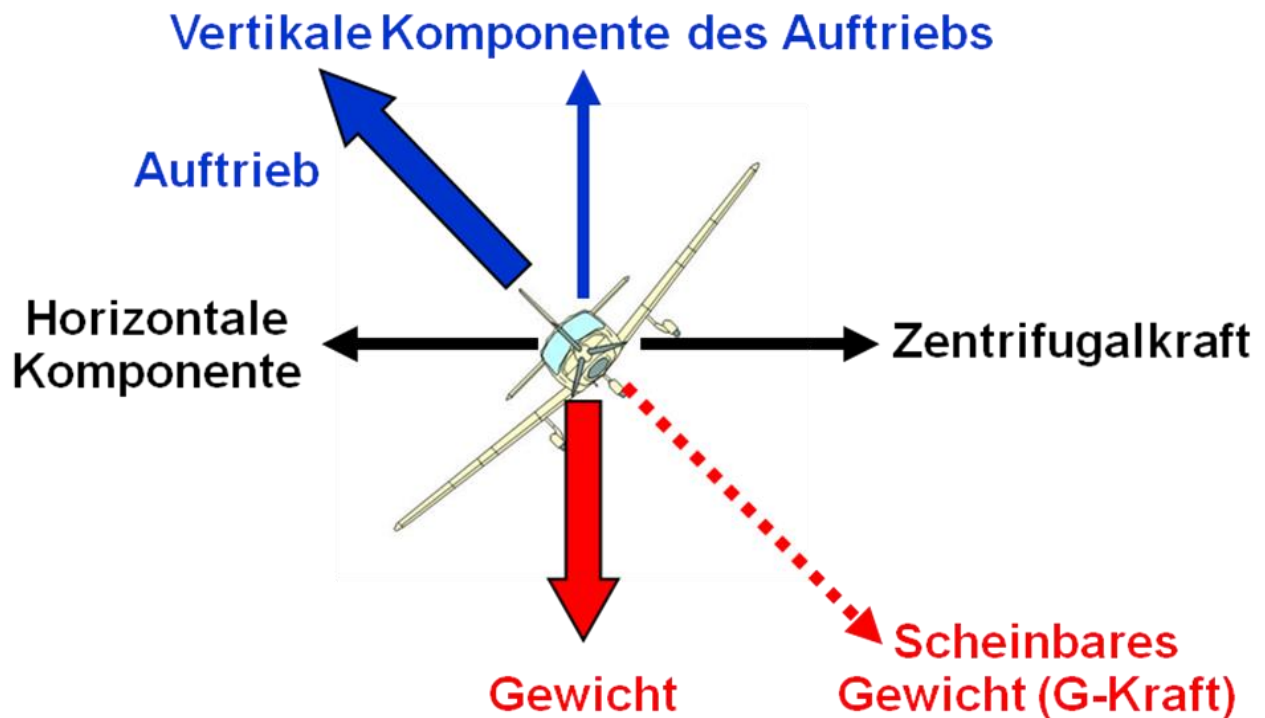 Vertikale Komponente des Auftriebs
Auftrieb
Horizontale
Komponente
Zentrifugalkraft
Scheinbares
Gewicht (G-Kraft)
Gewicht